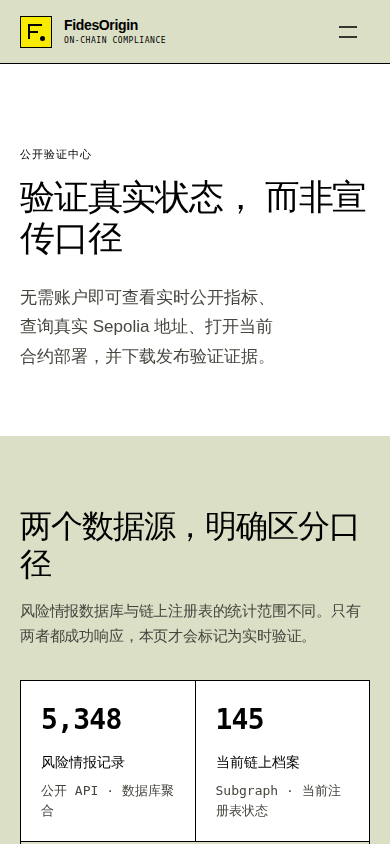 FidesOrigin
ON-CHAIN COMPLIANCE
公开验证中心
验证真实状态， 而非宣
传口径
无需账户即可查看实时公开指标、
查询真实 Sepolia 地址、打开当前
合约部署，并下载发布验证证据。
两个数据源，明确区分口
径
风险情报数据库与链上注册表的统计范围不同。只有
两者都成功响应，本页才会标记为实时验证。
5,348
风险情报记录
公开 API · 数据库聚
合
145
当前链上档案
Subgraph · 当前注
册表状态